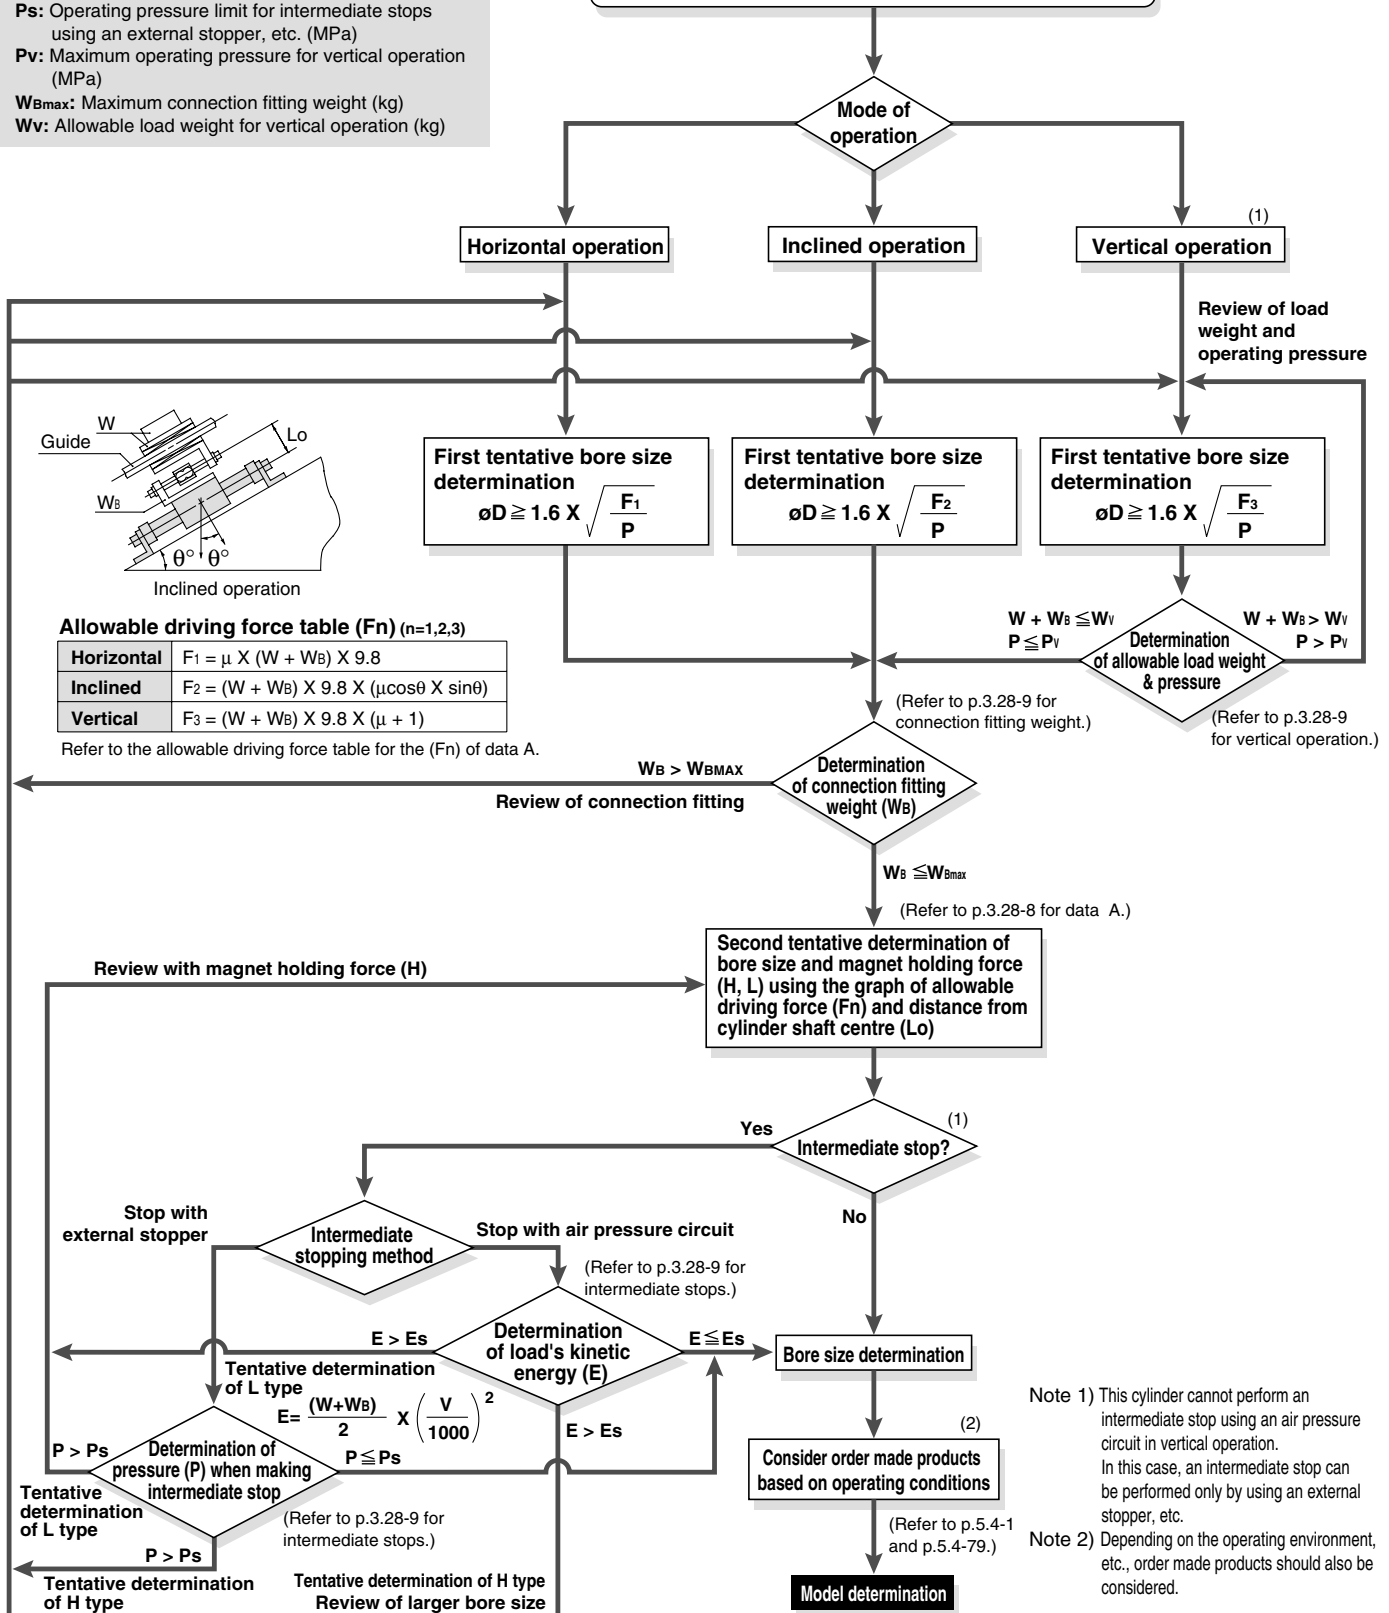 Ps: Operating pressure limit for intermediate stops
using an external stopper, etc. (MPa)
Pv: Maximum operating pressure for vertical operation
(MPa)
WBmax: Maximum connection fitting weight (kg)
Wv: Allowable load weight for vertical operation (kg)
Mode of
operation
Horizontal operation
Inclined operation
(1)
Vertical operation
Review of load
weight and
operating pressure
W
Guide
Lo
WB
θ° θ°
Inclined operation
First tentative bore size
determination
øD ≧ 1.6 X √ F1 / P
First tentative bore size
determination
øD ≧ 1.6 X √ F2 / P
First tentative bore size
determination
øD ≧ 1.6 X √ F3 / P
W + WB ≦ WV
P ≦ PV
Determination
of allowable load weight
& pressure
W + WB > WV
P > PV
(Refer to p.3.28-9
for vertical operation.)
Allowable driving force table (Fn) (n=1,2,3)
Horizontal F1 = μ X (W + WB) X 9.8
Inclined F2 = (W + WB) X 9.8 X (μcosθ X sinθ)
Vertical F3 = (W + WB) X 9.8 X (μ + 1)
Refer to the allowable driving force table for the (Fn) of data A.
(Refer to p.3.28-9 for
connection fitting weight.)
WB > WBMAX
Review of connection fitting
Determination
of connection fitting
weight (WB)
WB ≦ WBmax
(Refer to p.3.28-8 for data A.)
Review with magnet holding force (H)
Second tentative determination of
bore size and magnet holding force
(H, L) using the graph of allowable
driving force (Fn) and distance from
cylinder shaft centre (Lo)
(1)
Yes
Intermediate stop?
No
Stop with
external stopper
Intermediate
stopping method
Stop with air pressure circuit
(Refer to p.3.28-9 for
intermediate stops.)
E > Es
Determination
of load's kinetic
energy (E)
E ≦ Es
Bore size determination
Tentative determination
of L type
E= (W+WB) / 2 X ( V / 1000 ) 2
E > Es
P > Ps
Determination of
pressure (P) when making
intermediate stop
P ≦ Ps
Tentative
determination
of L type
(Refer to p.3.28-9 for
intermediate stops.)
P > Ps
Tentative determination
of H type
Tentative determination of H type
Review of larger bore size
(2)
Consider order made products
based on operating conditions
(Refer to p.5.4-1
and p.5.4-79.)
Model determination
Note 1) This cylinder cannot perform an
intermediate stop using an air pressure
circuit in vertical operation.
In this case, an intermediate stop can
be performed only by using an external
stopper, etc.
Note 2) Depending on the operating environment,
etc., order made products should also be
considered.